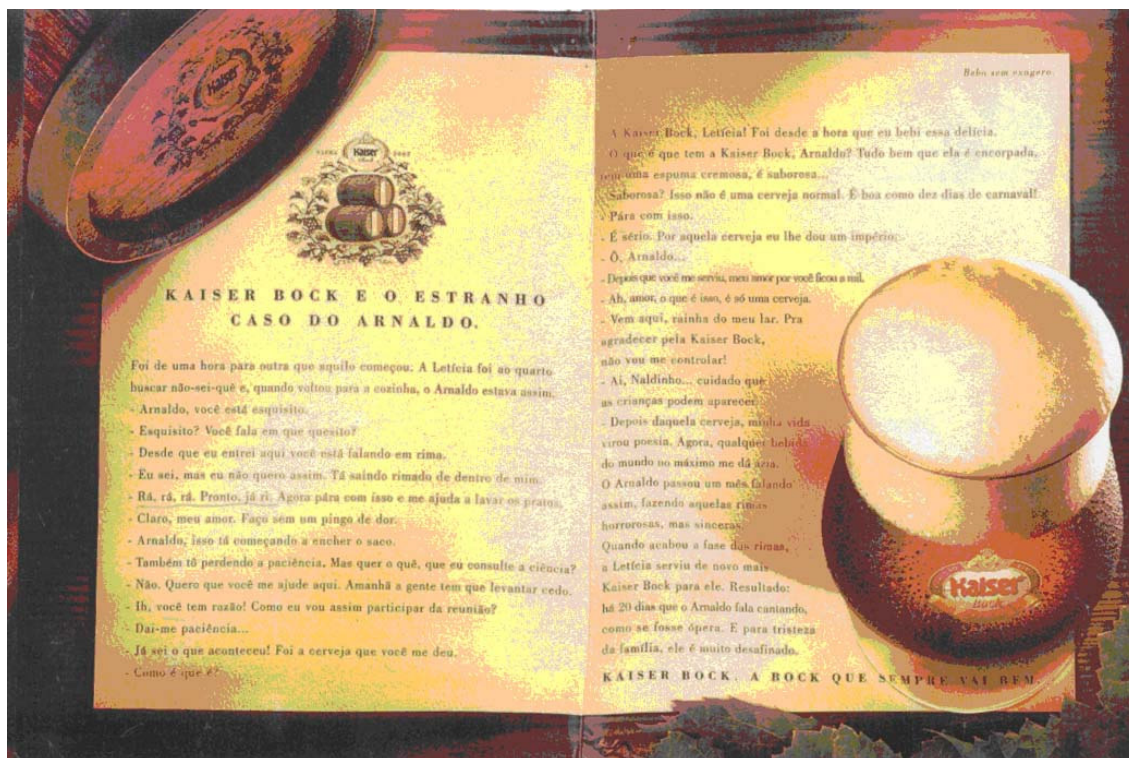 Kaiser
Kaiser
Bock
KAISER BOCK E O ESTRANHO
CASO DO ARNALDO.
Foi de uma hora para outra que aquilo começou. A Letícia foi ao quarto
buscar não-sei-quê e, quando voltou para a cozinha, o Arnaldo estava assim.
- Arnaldo, você está esquisito.
- Esquisito? Você fala em que quesito?
- Desde que eu entrei aqui você está falando em rima.
- Eu sei, mas eu não quero assim. Tá saindo rimado de dentro de mim.
- Rá, rá, rá. Pronto, já ri. Agora pára com isso e me ajuda a lavar os pratos.
- Claro, meu amor. Faço sem um pingo de dor.
- Arnaldo, isso tá começando a encher o saco.
- Também tô perdendo a paciência. Mas quer o quê, que eu consulte a ciência?
- Não. Quero que você me ajude aqui. Amanhã a gente tem que levantar cedo.
- Ih, você tem razão! Como eu vou assim participar da reunião?
- Dai-me paciência...
- Já sei o que aconteceu! Foi a cerveja que você me deu.
- Como é que é?
Beba sem exagero
A Kaiser Bock, Letícia! Foi desde a hora que eu bebi essa delícia.
O que é que tem a Kaiser Bock, Arnaldo? Tudo bem que ela é encorpada,
tem uma espuma cremosa, é saborosa...
Saborosa? Isso não é uma cerveja normal. É boa como dez dias de carnaval!
- Pára com isso.
- É sério. Por aquela cerveja eu lhe dou um império.
- Ô, Arnaldo...
- Depois que você me serviu, meu amor por você ficou a mil.
- Ah, amor, o que é isso, é só uma cerveja.
- Vem aqui, rainha do meu lar. Pra
agradecer pela Kaiser Bock,
não vou me controlar!
- Ai, Naldinho... cuidado que
as crianças podem aparecer.
- Depois daquela cerveja, minha vida
virou poesia. Agora, qualquer bebida
do mundo no máximo me dá azia.
O Arnaldo passou um mês falando
assim, fazendo aquelas rimas
horrorosas, mas sinceras.
Quando acabou a fase das rimas,
a Letícia serviu de novo mais
Kaiser Bock para ele. Resultado:
há 20 dias que o Arnaldo fala cantando,
como se fosse ópera. E para tristeza
da família, ele é muito desafinado.
KAISER BOCK. A BOCK QUE SEMPRE VAI BEM.
Kaiser
Bock